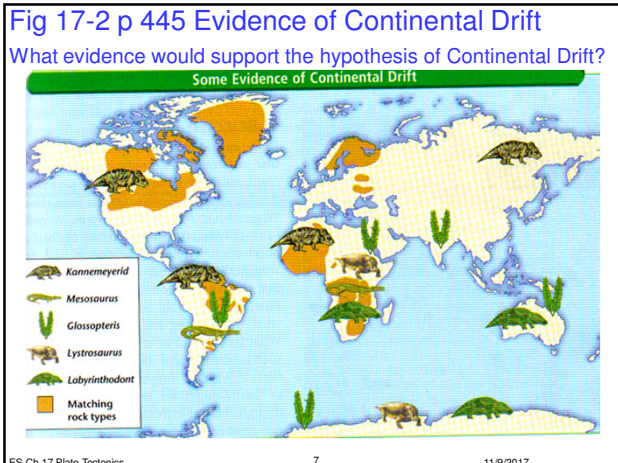 Fig 17-2 p 445 Evidence of Continental Drift
What evidence would support the hypothesis of Continental Drift?
Some Evidence of Continental Drift
Kannemeyerid
Mesosaurus
Glossopteris
Lystrosaurus
Labyrinthodont
Matching
rock types
ES Ch 17 Plate Tectonics
7
11/9/2017